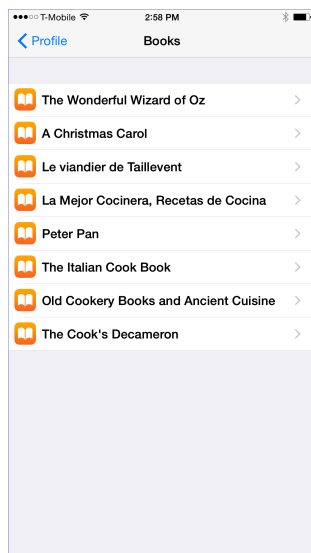 T-Mobile 2:58 PM
Profile Books
The Wonderful Wizard of Oz
A Christmas Carol
Le viandier de Taillevent
La Mejor Cocinera, Recetas de Cocina
Peter Pan
The Italian Cook Book
Old Cookery Books and Ancient Cuisine
The Cook's Decameron